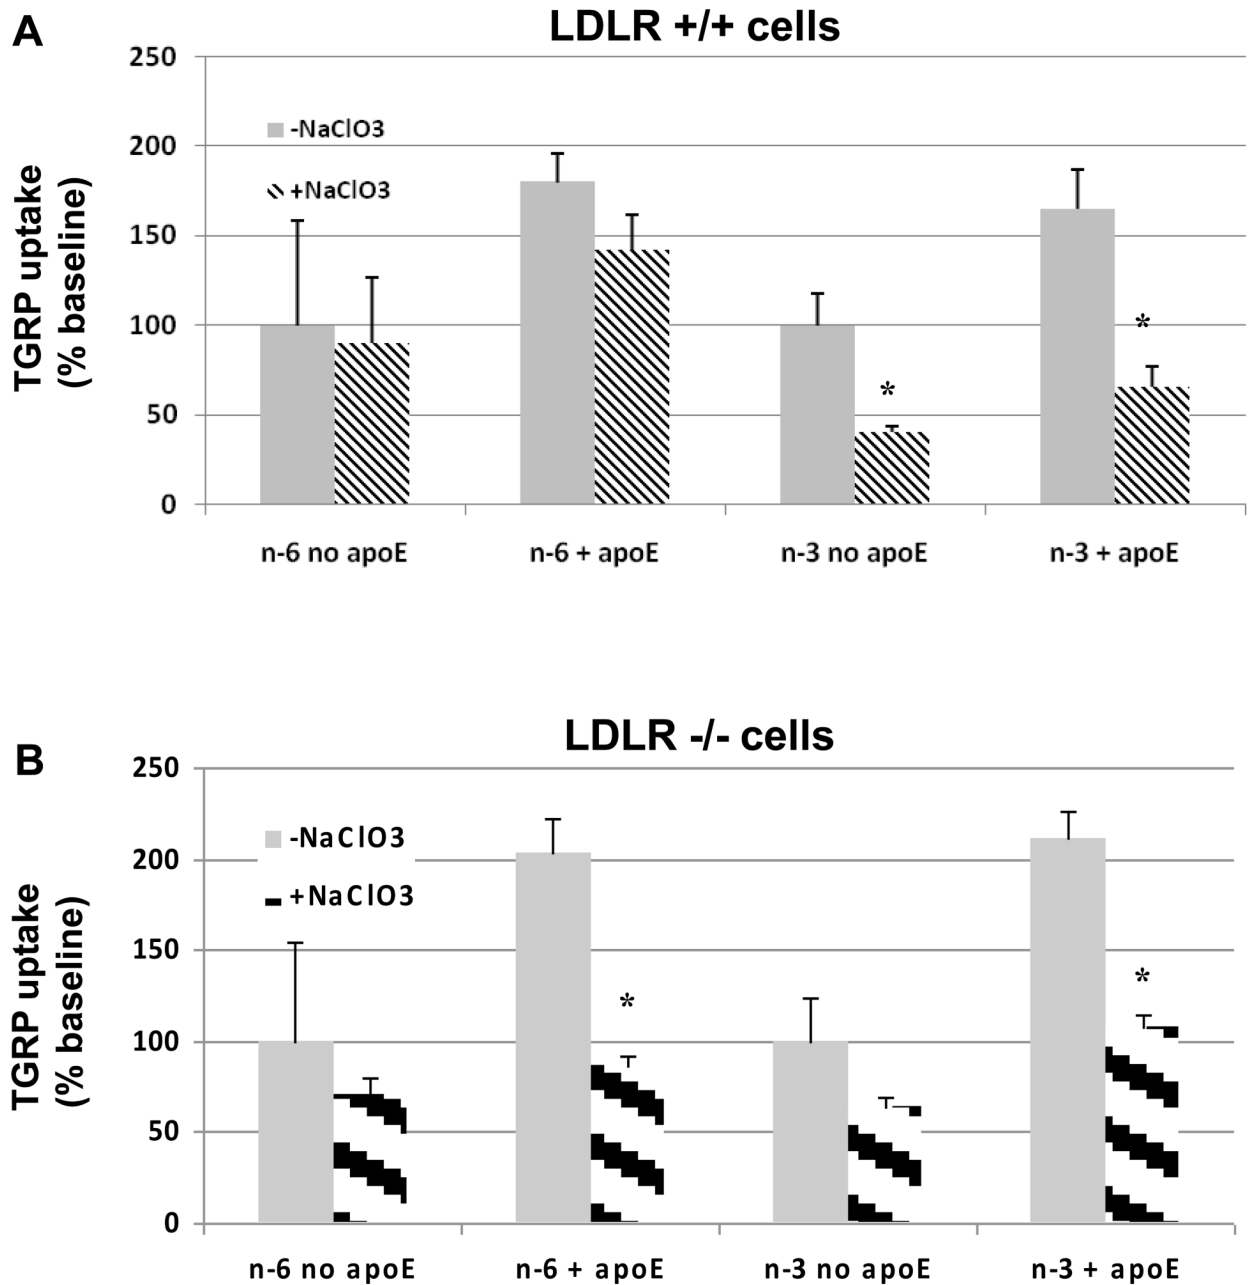 A
LDLR +/+ cells
250
200
150
100
50
0
TGRP uptake
(% baseline)
-NaClO3
+NaClO3
*
*
n-6 no apoE
n-6 + apoE
n-3 no apoE
n-3 + apoE
B
LDLR -/- cells
250
200
150
100
50
0
TGRP uptake
(% baseline)
-NaClO3
+NaClO3
*
*
n-6 no apoE
n-6 + apoE
n-3 no apoE
n-3 + apoE